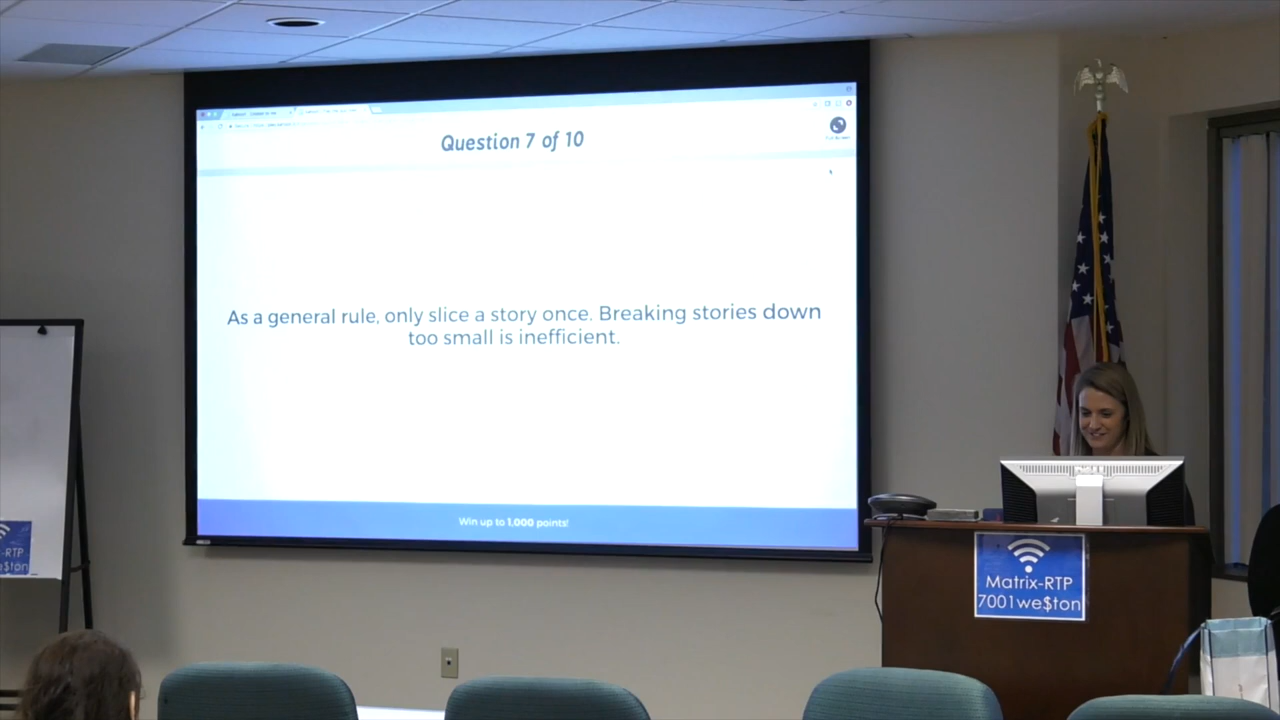 Question 7 of 10
As a general rule, only slice a story once. Breaking stories down
too small is inefficient.
Win up to 1,000 points!
Matrix-RTP
7001we$ton
-RTP
e$ton